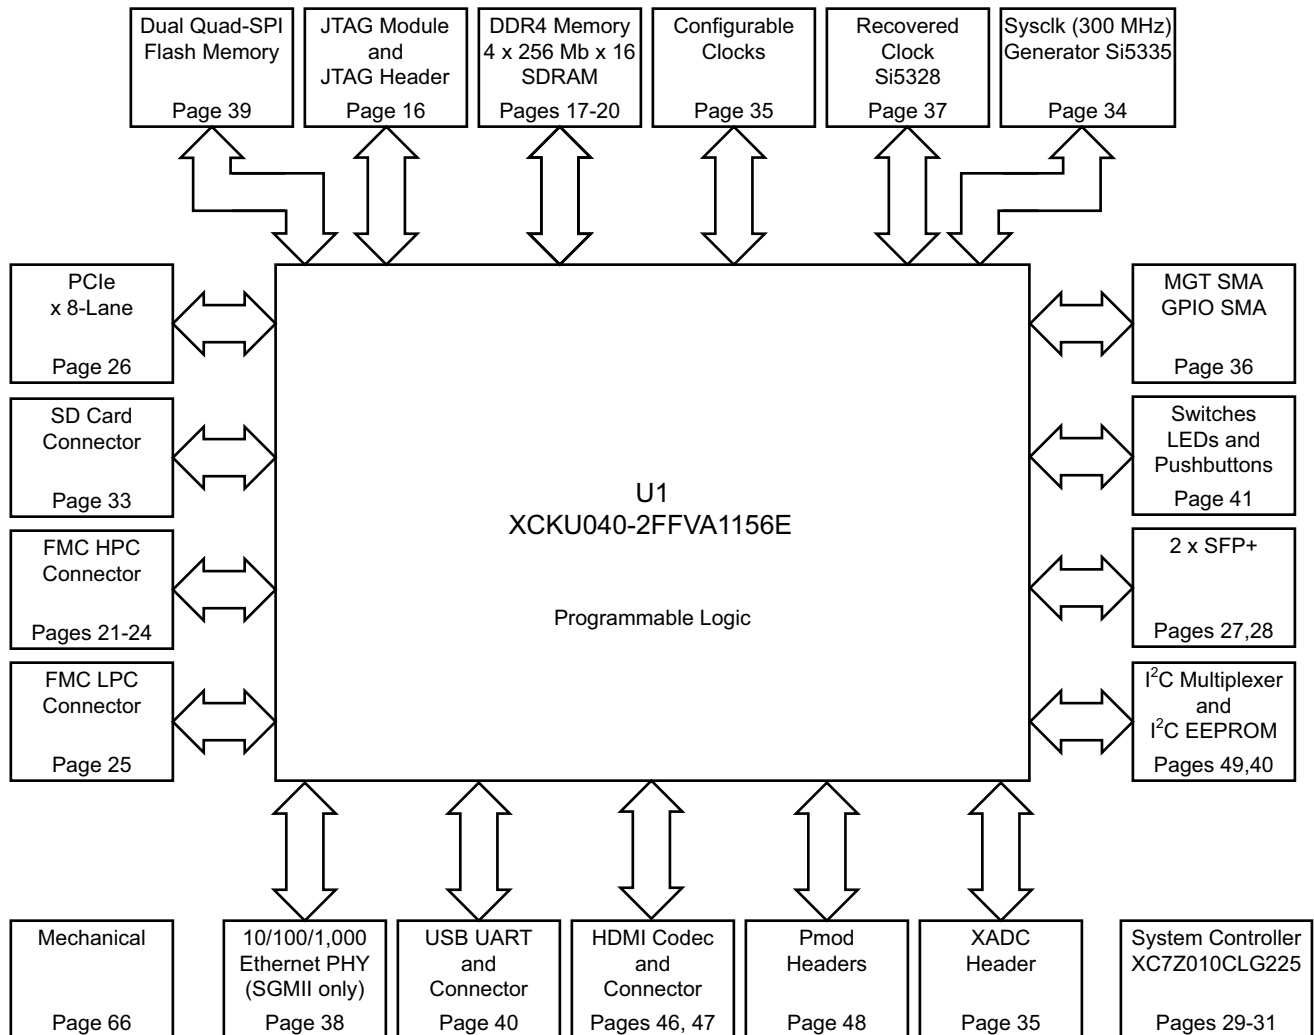 Dual Quad-SPI
Flash Memory
Page 39
JTAG Module
and
JTAG Header
Page 16
DDR4 Memory
4 x 256 Mb x 16
SDRAM
Pages 17-20
Configurable
Clocks
Page 35
Recovered
Clock
Si5328
Page 37
Sysclk (300 MHz)
Generator Si5335
Page 34
PCIe
x 8-Lane
Page 26
SD Card
Connector
Page 33
FMC HPC
Connector
Pages 21-24
FMC LPC
Connector
Page 25
U1
XCKU040-2FFVA1156E
Programmable Logic
MGT SMA
GPIO SMA
Page 36
Switches
LEDs and
Pushbuttons
Page 41
2 x SFP+
Pages 27,28
I²C Multiplexer
and
I²C EEPROM
Pages 49,40
Mechanical
Page 66
10/100/1,000
Ethernet PHY
(SGMII only)
Page 38
USB UART
and
Connector
Page 40
HDMI Codec
and
Connector
Pages 46, 47
Pmod
Headers
Page 48
XADC
Header
Page 35
System Controller
XC7Z010CLG225
Pages 29-31